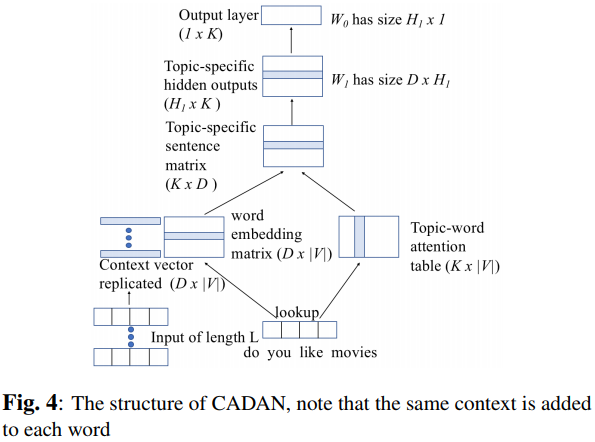 Output layer
(1 x K)
W0 has size H1 x 1
Topic-specific
hidden outputs
(H1 x K )
W1 has size D x H1
Topic-specific
sentence
matrix
(K x D )
word
embedding
matrix (D x |V|)
Topic-word
attention
table (K x |V|)
Context vector
replicated (D x |V|)
lookup
Input of length L
do you like movies
Fig. 4: The structure of CADAN, note that the same context is added
to each word